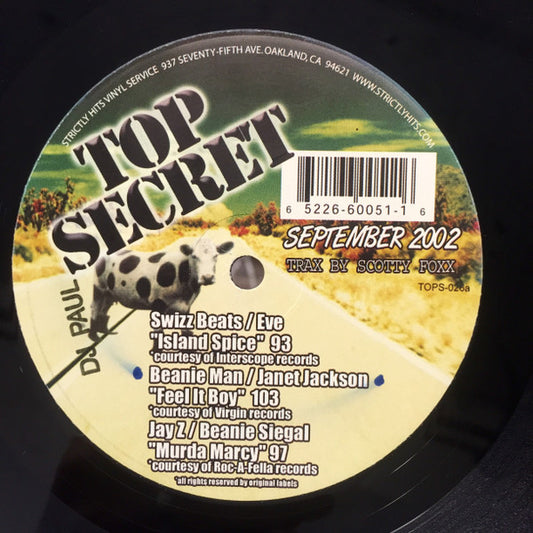 STRICTLY HITS VINYL SERVICE 937 SEVENTY-FIFTH AVE. OAKLAND, CA 94621 WWW.STRICTLYHITS.COM
TOP
SECRET
6 5226-60051-1 6
SEPTEMBER 2002
TRAX BY SCOTTY FOXX
TOPS-026a
DJ PAUL
Swizz Beats / Eve
"Island Spice" 93
*courtesy of Interscope records
Beanie Man / Janet Jackson
"Feel It Boy" 103
*courtesy of Virgin records
Jay Z / Beanie Siegal
"Murda Marcy" 97
*courtesy of Roc-A-Fella records
*all rights reserved by original labels